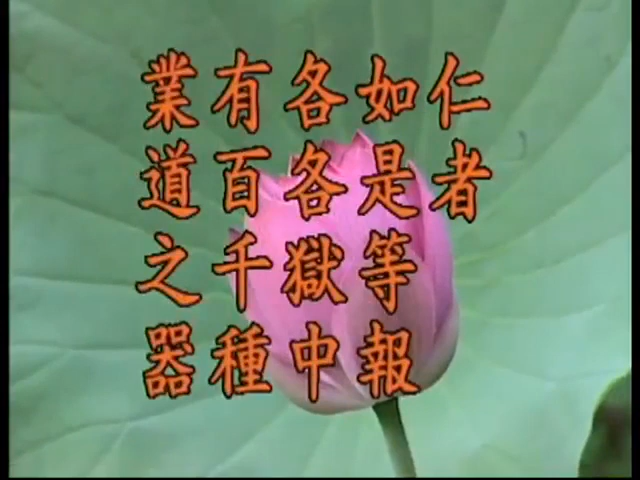 仁者
如是等報
各各獄中
有百千種
業道之器